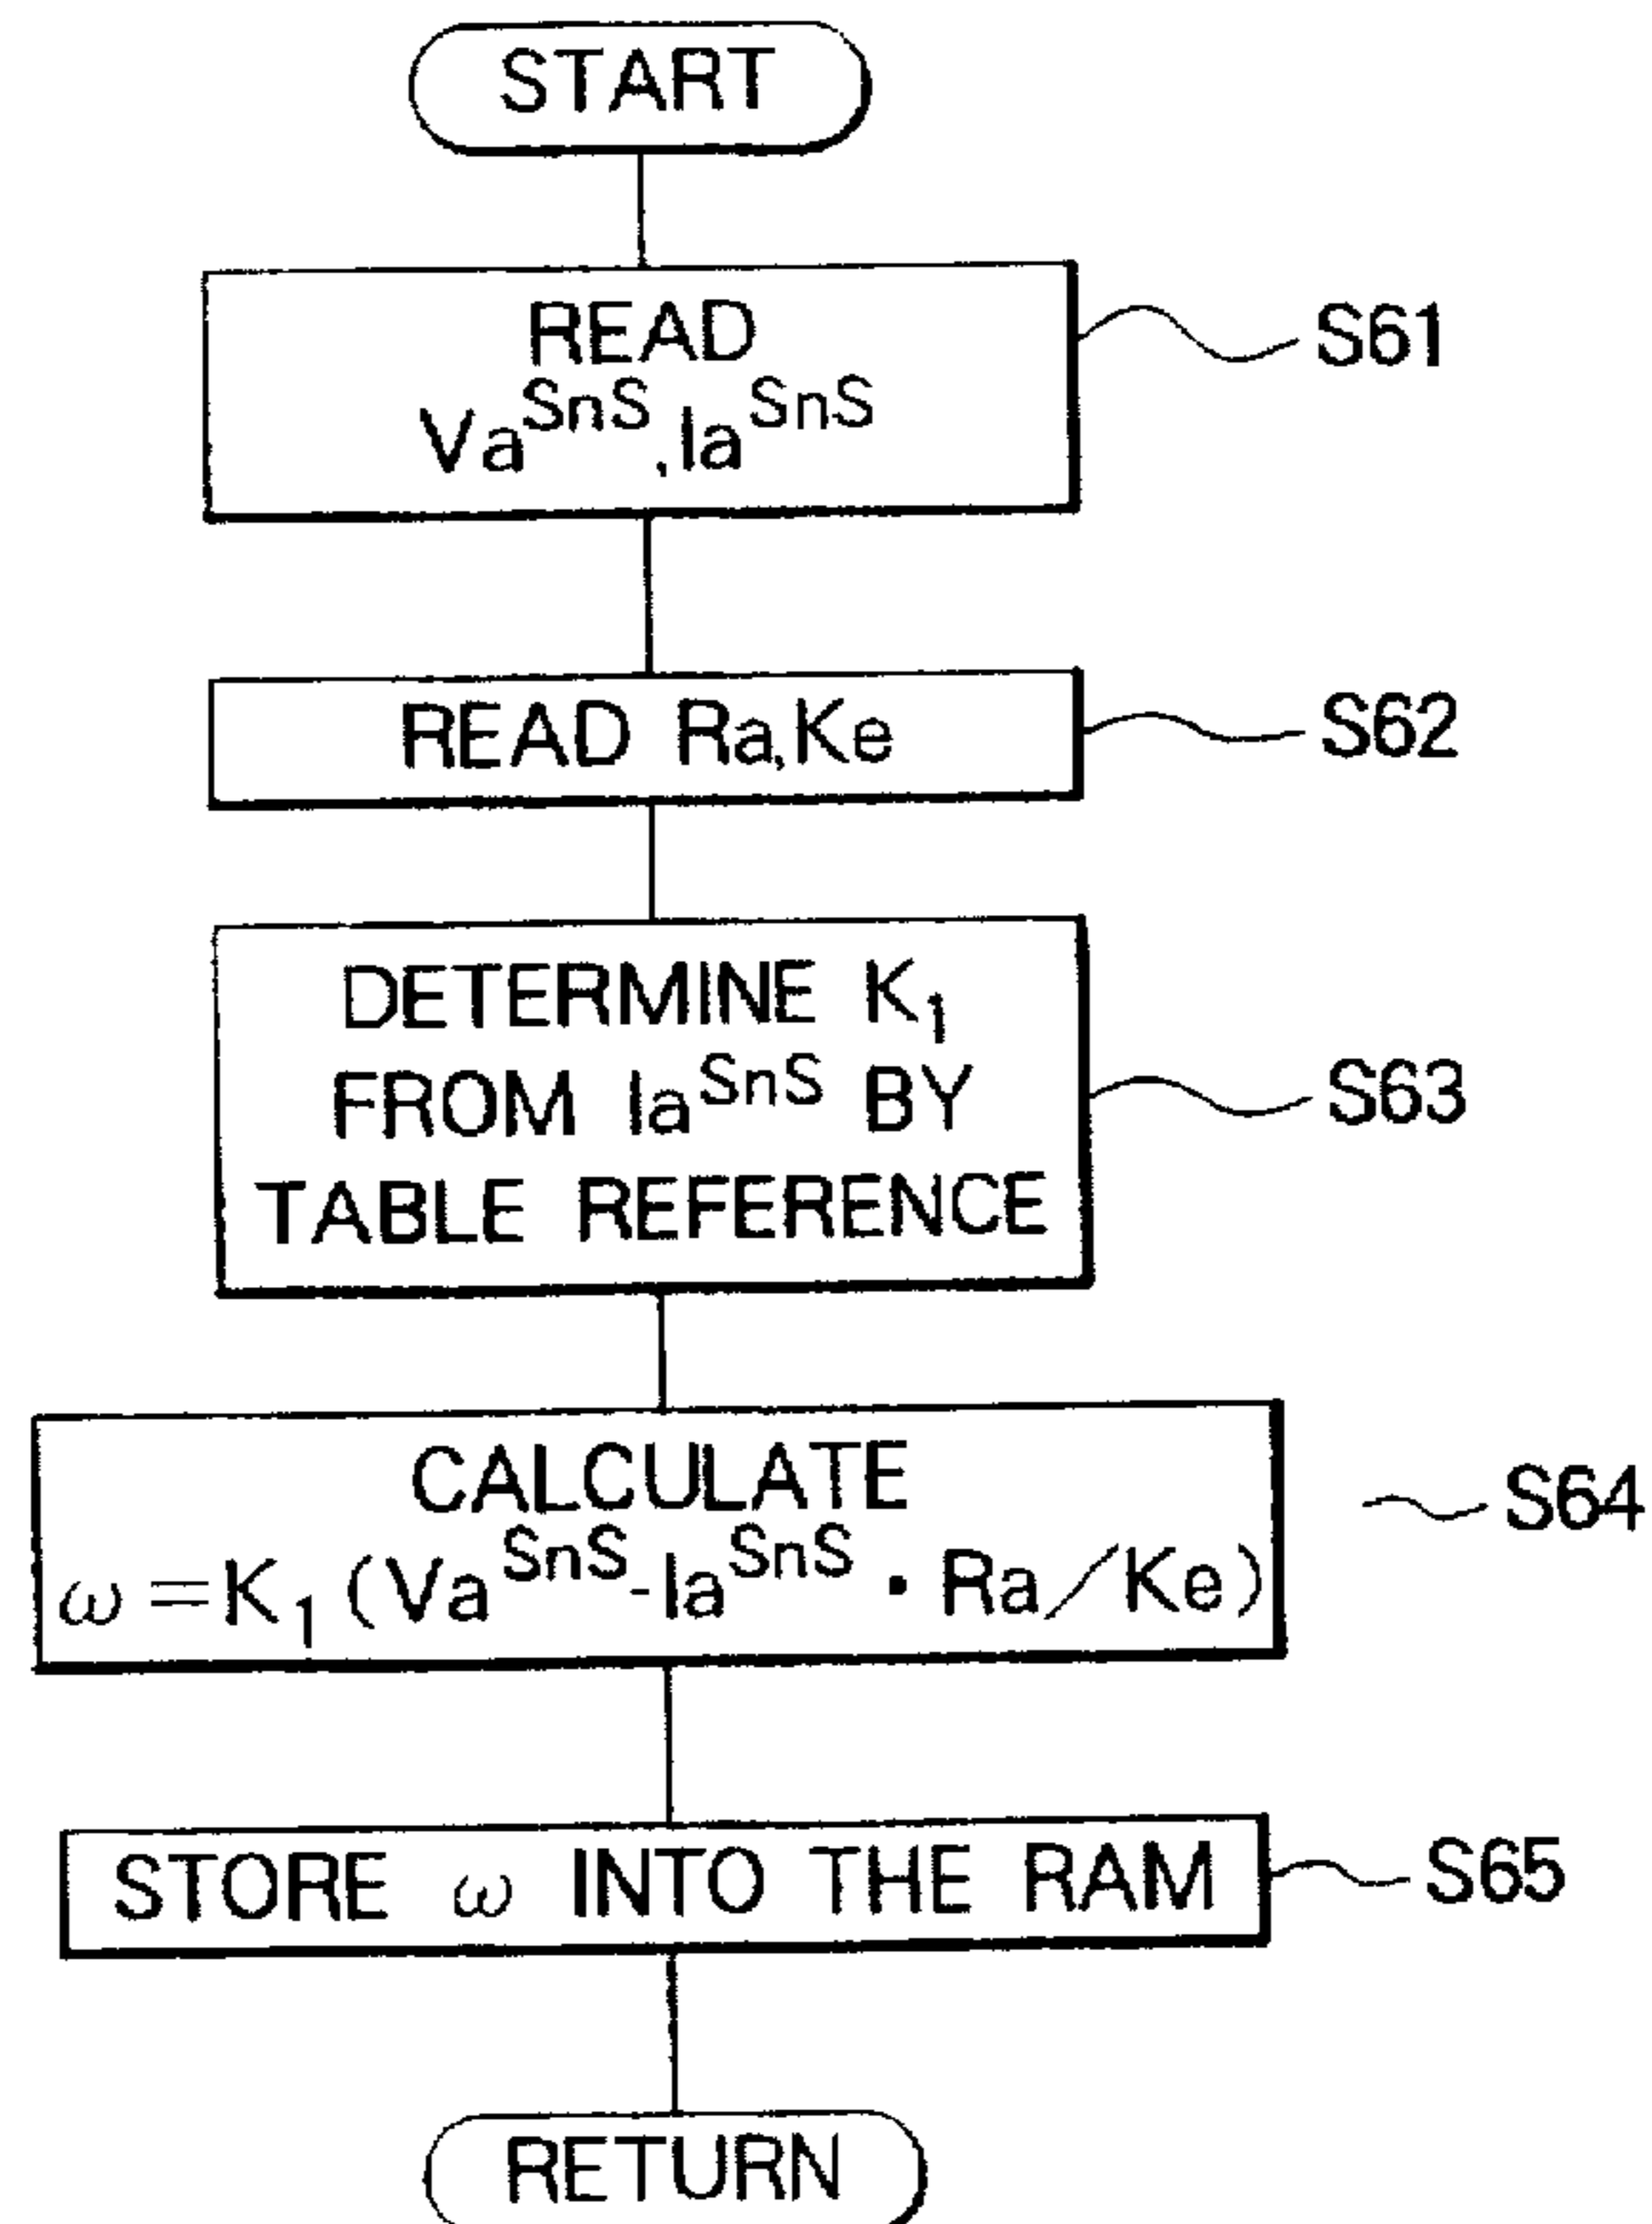 START
READ
Va^SnS, Ia^SnS
S61
READ Ra,Ke
S62
DETERMINE K₁
FROM Ia^SnS BY
TABLE REFERENCE
S63
CALCULATE
ω=K₁(Va^SnS-Ia^SnS・Ra/Ke)
S64
STORE ω INTO THE RAM
S65
RETURN